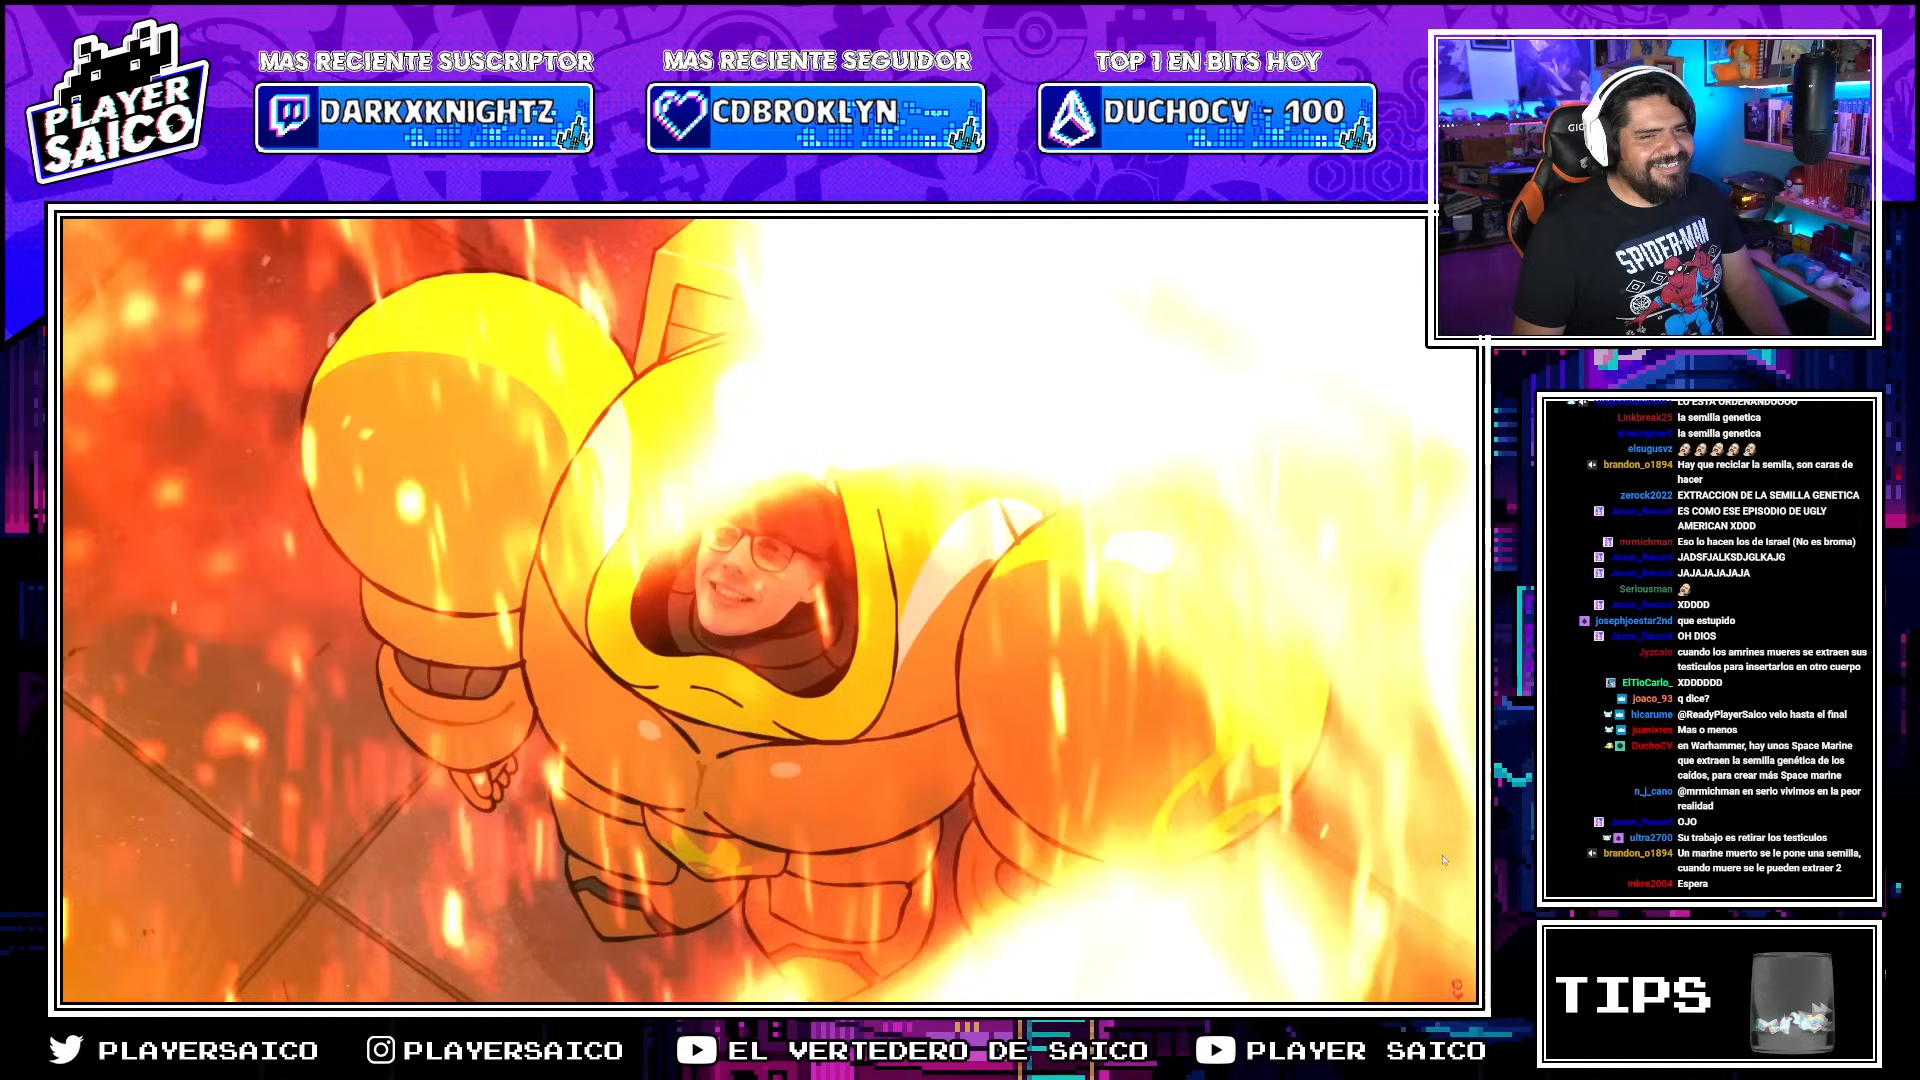 PLAYER
SAICO
MAS RECIENTE SUSCRIPTOR
DARKXKNIGHTZ
MAS RECIENTE SEGUIDOR
CDBROKLYN
TOP 1 EN BITS HOY
DUCHOCV - 100
SPIDER-MAN
LO ESTA ORDENANDOOOO
Linkbreak25 la semilla genetica
la semilla genetica
elsugusvz
brandon_o1894 Hay que reciclar la semila, son caras de
hacer
zerock2022 EXTRACCION DE LA SEMILLA GENETICA
ES COMO ESE EPISODIO DE UGLY
AMERICAN XDDD
mrmichman Eso lo hacen los de Israel (No es broma)
JADSFJALKSDJGLKAJG
JAJAJAJAJAJA
Seriousman
XDDDD
josephjoestar2nd que estupido
OH DIOS
Jyzcalo cuando los amrines mueres se extraen sus
testiculos para insertarlos en otro cuerpo
ElTioCarlo_ XDDDDDD
joaco_93 q dice?
hicarume @ReadyPlayerSaico velo hasta el final
juanixres Mas o menos
DuchoCV en Warhammer, hay unos Space Marine
que extraen la semilla genética de los
caídos, para crear más Space marine
n_j_cano @mrmichman en serio vivimos en la peor
realidad
OJO
ultra2700 Su trabajo es retirar los testiculos
brandon_o1894 Un marine muerto se le pone una semilla,
cuando muere se le pueden extraer 2
mkre2004 Espera
TIPS
PLAYERSAICO
PLAYERSAICO
EL VERTEDERO DE SAICO
PLAYER SAICO